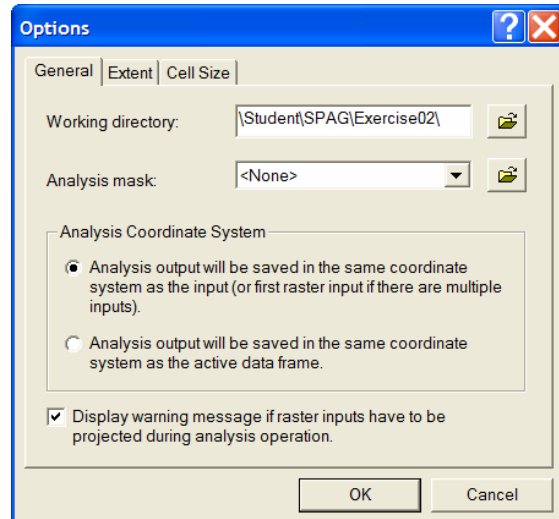 Options
General Extent Cell Size
Working directory: \Student\SPAG\Exercise02\
Analysis mask: <None>
Analysis Coordinate System
Analysis output will be saved in the same coordinate
system as the input (or first raster input if there are multiple
inputs).
Analysis output will be saved in the same coordinate
system as the active data frame.
Display warning message if raster inputs have to be
projected during analysis operation.
OK Cancel